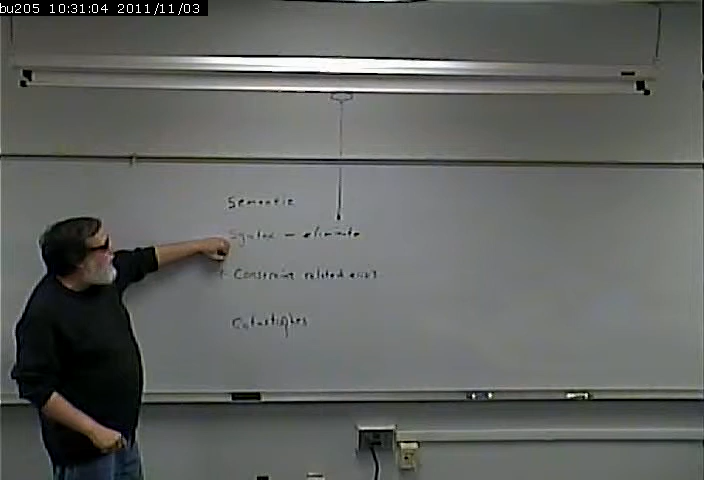 bu205 10:31:04 2011/11/03
Semantic
Syntax - eliminate
Constraint related errors
Catastrophes